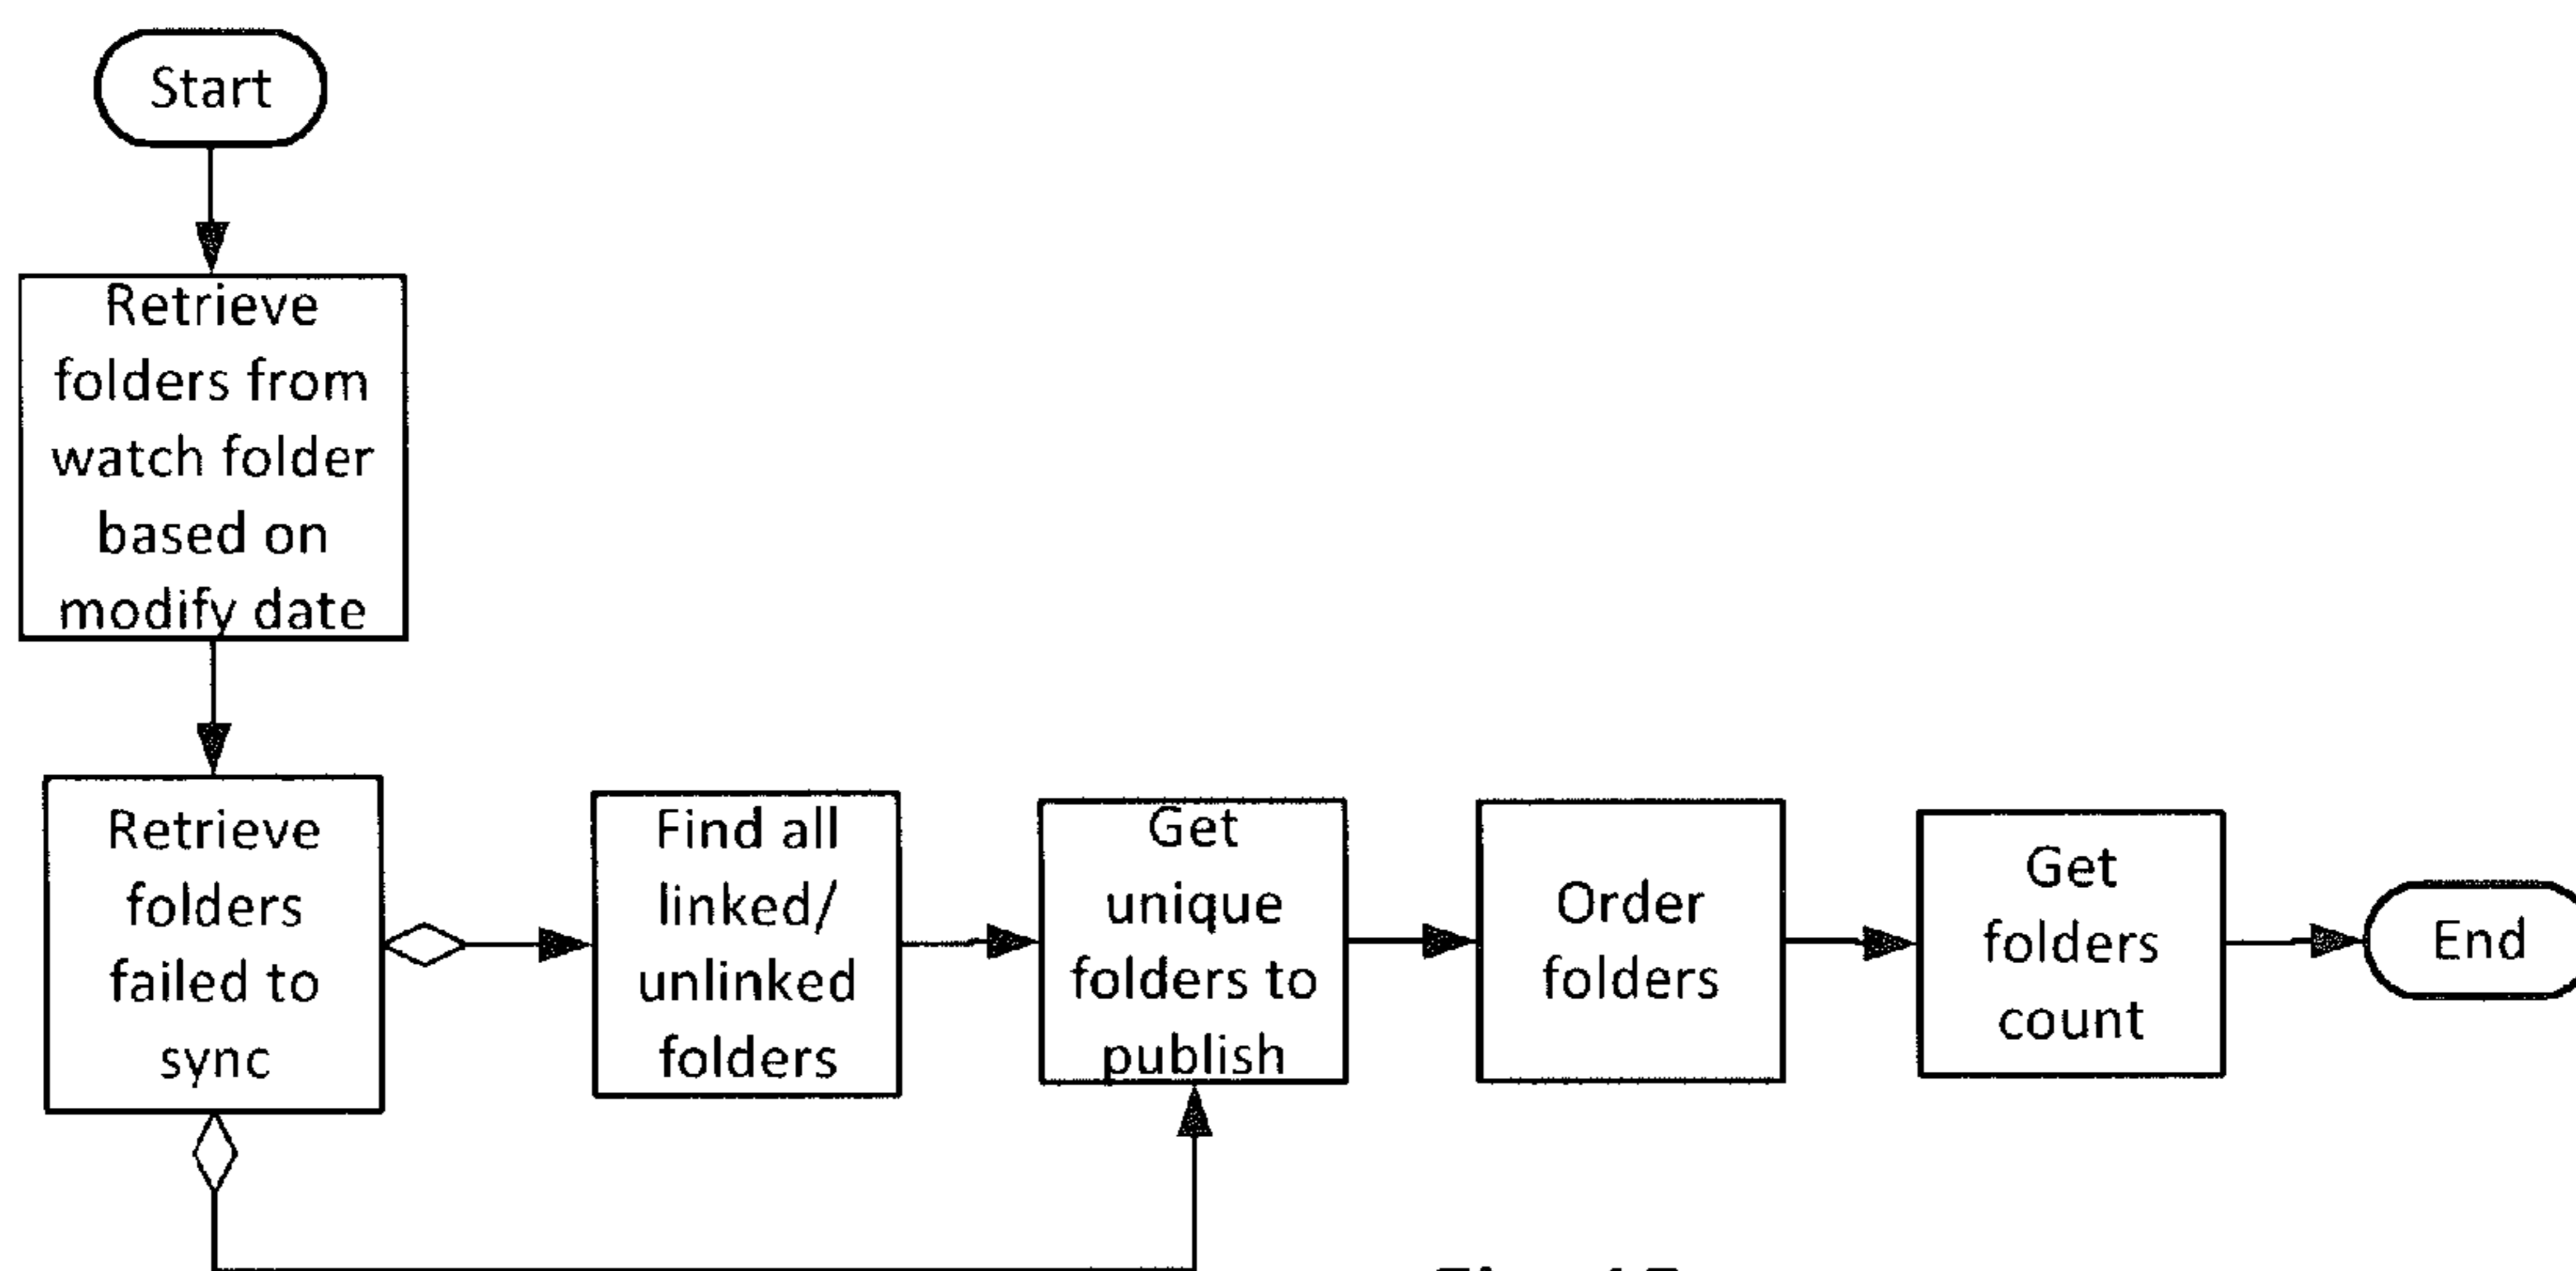 Start
Retrieve
folders from
watch folder
based on
modify date
Retrieve
folders
failed to
sync
Find all
linked/
unlinked
folders
Get
unique
folders to
publish
Order
folders
Get
folders
count
End